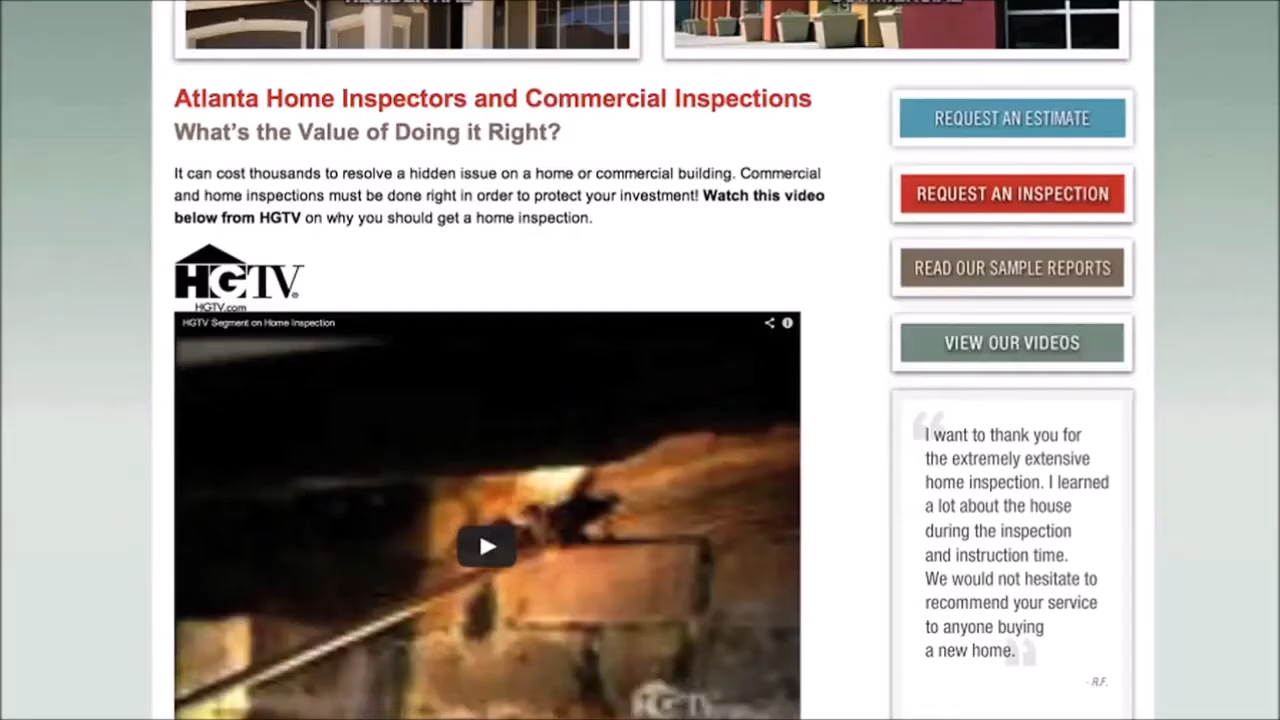 RESIDENTIAL
COMMERCIAL
Atlanta Home Inspectors and Commercial Inspections
What's the Value of Doing it Right?
It can cost thousands to resolve a hidden issue on a home or commercial building. Commercial
and home inspections must be done right in order to protect your investment! Watch this video
below from HGTV on why you should get a home inspection.
HGTV
HGTV.com
HGTV Segment on Home Inspection
HGTV
REQUEST AN ESTIMATE
REQUEST AN INSPECTION
READ OUR SAMPLE REPORTS
VIEW OUR VIDEOS
“
I want to thank you for
the extremely extensive
home inspection. I learned
a lot about the house
during the inspection
and instruction time.
We would not hesitate to
recommend your service
to anyone buying
a new home. ”
- R.F.